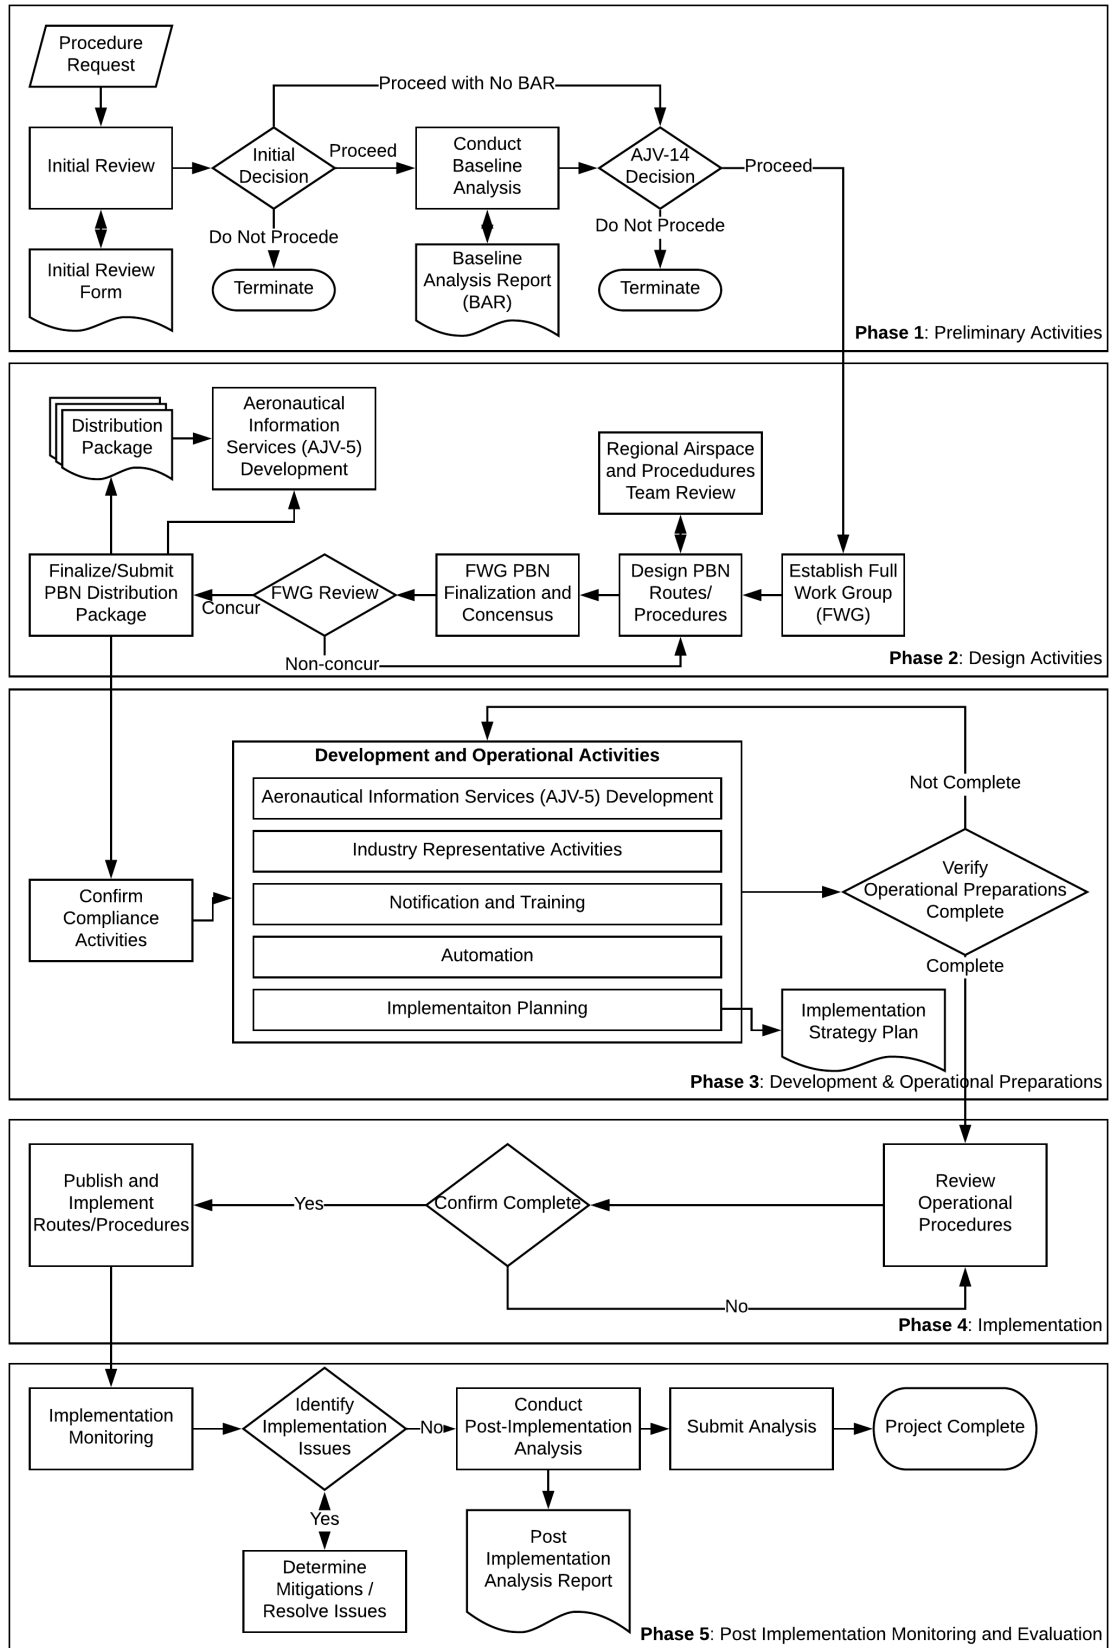 Procedure
Request
Proceed with No BAR
Initial Review
Initial
Decision
Proceed
Conduct
Baseline
Analysis
AJV-14
Decision
Proceed
Do Not Procede
Do Not Procede
Initial Review
Form
Terminate
Baseline
Analysis Report
(BAR)
Terminate
Phase 1: Preliminary Activities
Distribution
Package
Aeronautical
Information
Services (AJV-5)
Development
Regional Airspace
and Procedudures
Team Review
Finalize/Submit
PBN Distribution
Package
Concur
FWG Review
FWG PBN
Finalization and
Concensus
Design PBN
Routes/
Procedures
Establish Full
Work Group
(FWG)
Non-concur
Phase 2: Design Activities
Development and Operational Activities
Aeronautical Information Services (AJV-5) Development
Industry Representative Activities
Notification and Training
Automation
Implementaiton Planning
Not Complete
Confirm
Compliance
Activities
Verify
Operational Preparations
Complete
Complete
Implementation
Strategy Plan
Phase 3: Development & Operational Preparations
Publish and
Implement
Routes/Procedures
Yes
Confirm Complete
Review
Operational
Procedures
No
Phase 4: Implementation
Implementation
Monitoring
Identify
Implementation
Issues
No
Conduct
Post-Implementation
Analysis
Submit Analysis
Project Complete
Yes
Determine
Mitigations /
Resolve Issues
Post
Implementation
Analysis Report
Phase 5: Post Implementation Monitoring and Evaluation